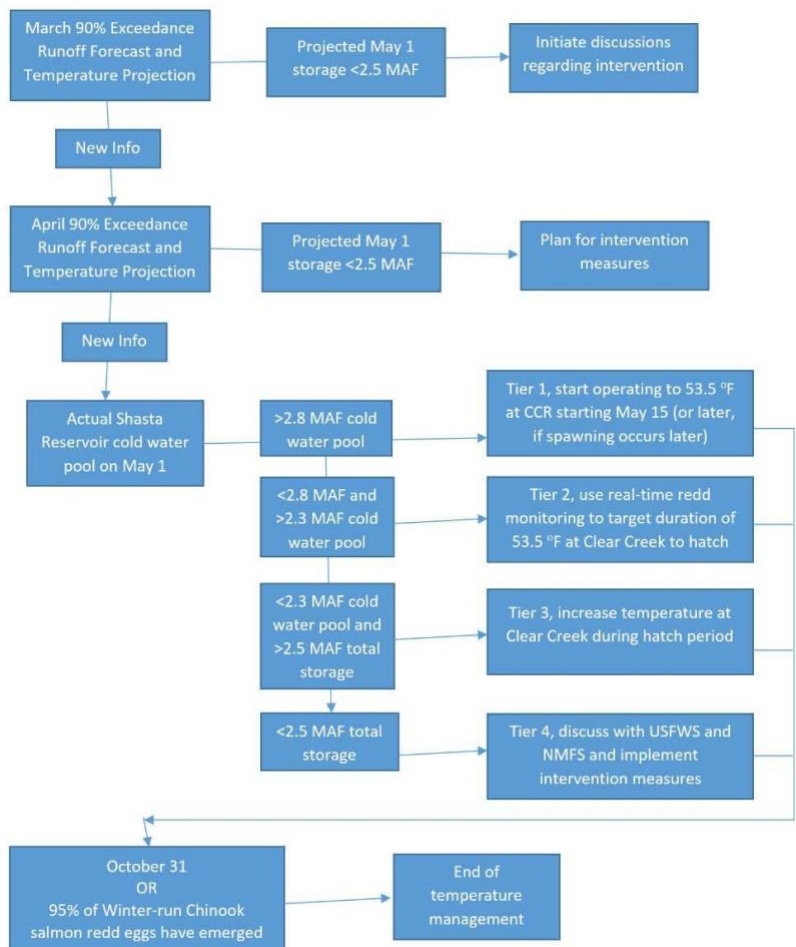 March 90% Exceedance
Runoff Forecast and
Temperature Projection
Projected May 1
storage <2.5 MAF
Initiate discussions
regarding intervention
New Info
April 90% Exceedance
Runoff Forecast and
Temperature Projection
Projected May 1
storage <2.5 MAF
Plan for intervention
measures
New Info
Actual Shasta
Reservoir cold water
pool on May 1
>2.8 MAF cold
water pool
Tier 1, start operating to 53.5 °F
at CCR starting May 15 (or later,
if spawning occurs later)
<2.8 MAF and
>2.3 MAF cold
water pool
Tier 2, use real-time redd
monitoring to target duration of
53.5 °F at Clear Creek to hatch
<2.3 MAF cold
water pool and
>2.5 MAF total
storage
Tier 3, increase temperature at
Clear Creek during hatch period
<2.5 MAF total
storage
Tier 4, discuss with USFWS and
NMFS and implement
intervention measures
October 31
OR
95% of Winter-run Chinook
salmon redd eggs have emerged
End of
temperature
management